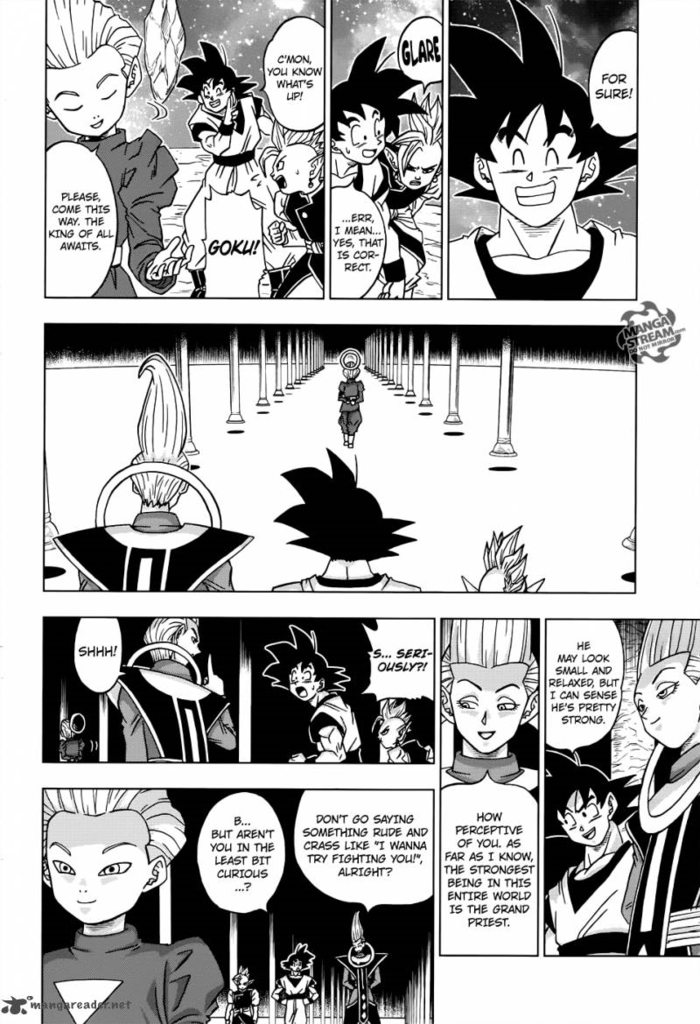 FOR
SURE!
GLARE
...ERR,
I MEAN...
YES, THAT
IS COR-
RECT.
C'MON,
YOU KNOW
WHAT'S
UP!
GOKU!
PLEASE,
COME THIS
WAY. THE
KING OF ALL
AWAITS.
MANGA
STREAM.com
DO NOT MIRROR
HE
MAY LOOK
SMALL AND
RELAXED, BUT
I CAN SENSE
HE'S PRETTY
STRONG.
HOW
PERCEPTIVE
OF YOU. AS
FAR AS I KNOW,
THE STRONGEST
BEING IN THIS
ENTIRE WORLD
IS THE GRAND
PRIEST.
S... SERI-
OUSLY?!
SHHH!
DON'T GO SAYING
SOMETHING RUDE AND
CRASS LIKE "I WANNA
TRY FIGHTING
YOU!",
ALRIGHT?
B...
BUT AREN'T
YOU IN THE
LEAST BIT
CURIOUS
...?
mangareader.net